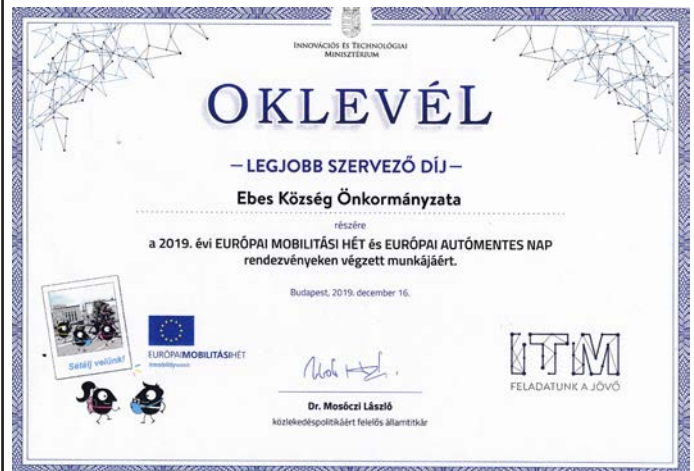 INNOVÁCIÓS ÉS TECHNOLÓGIAI
MINISZTÉRIUM
OKLEVÉL
– LEGJOBB SZERVEZŐ DÍJ –
Ebes Község Önkormányzata
részére
a 2019. évi EURÓPAI MOBILITÁSI HÉT és EURÓPAI AUTÓMENTES NAP
rendezvényeken végzett munkájáért.
Budapest, 2019. december 16.
Sétálj velünk!
EURÓPAIMOBILITÁSIHÉT
ITM
FELADATUNK A JÖVŐ
Dr. Mosóczi László
közlekedéspolitikáért felelős államtitkár